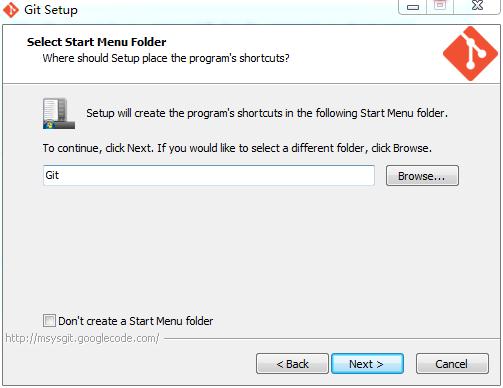 Git Setup
Select Start Menu Folder
Where should Setup place the program's shortcuts?
Setup will create the program's shortcuts in the following Start Menu folder.
To continue, click Next. If you would like to select a different folder, click Browse.
Git
Browse...
Don't create a Start Menu folder
http://msysgit.googlecode.com/
< Back
Next >
Cancel